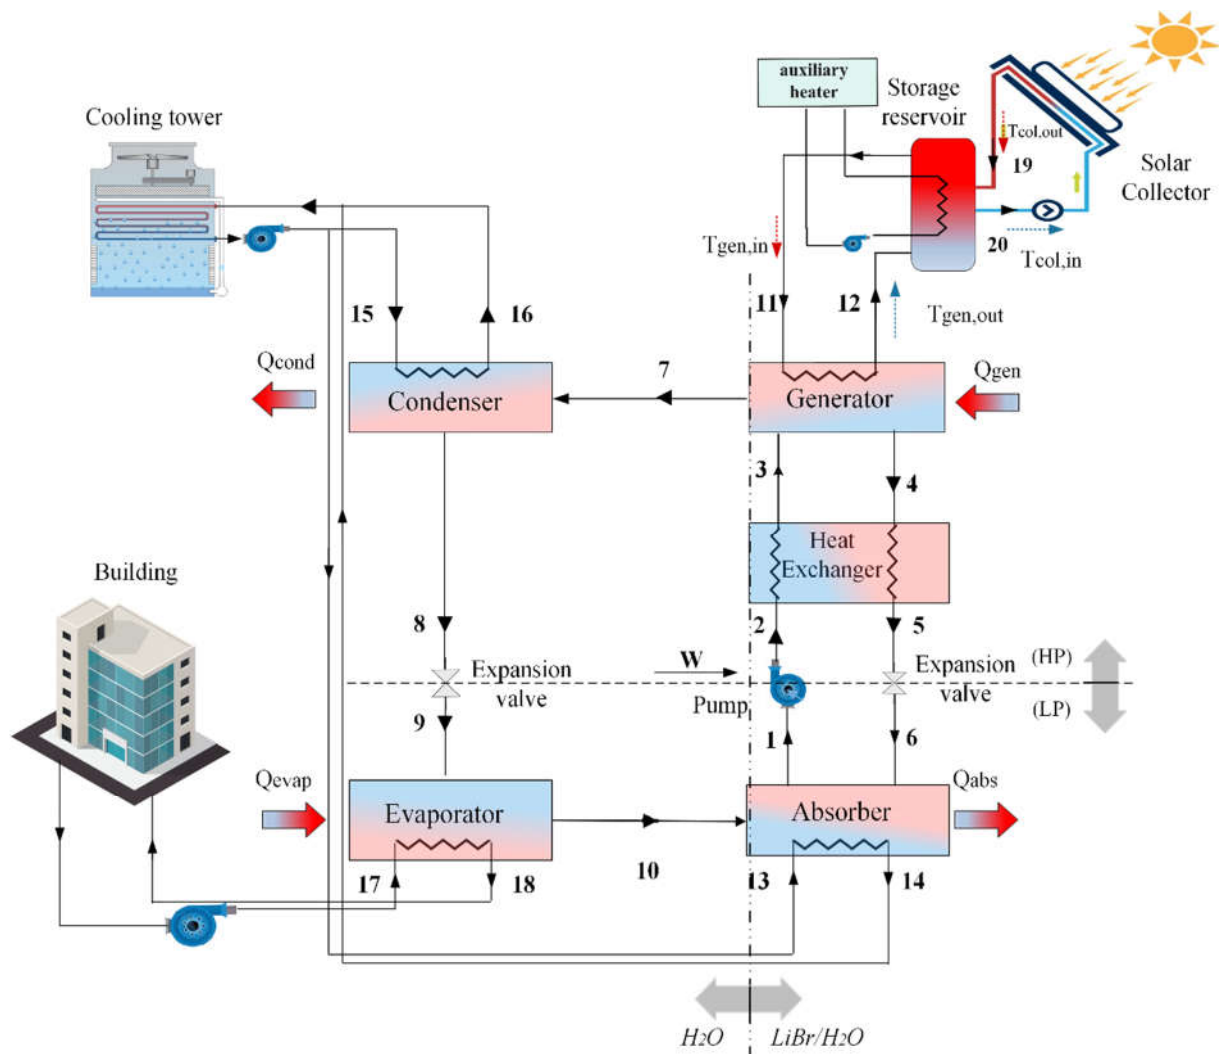 auxiliary
heater
Storage
reservoir
Cooling tower
Tcol,out
19
Solar
Collector
20
Tcol,in
Tgen,in
11
12
Tgen,out
15
16
Qcond
7
Qgen
Condenser
Generator
3
4
Heat
Exchanger
Building
8
2
5
W
Expansion
valve
Expansion
valve
(HP)
(LP)
Pump
9
1
6
Qevap
Qabs
Evaporator
Absorber
17
18
10
13
14
H2O
LiBr/H2O